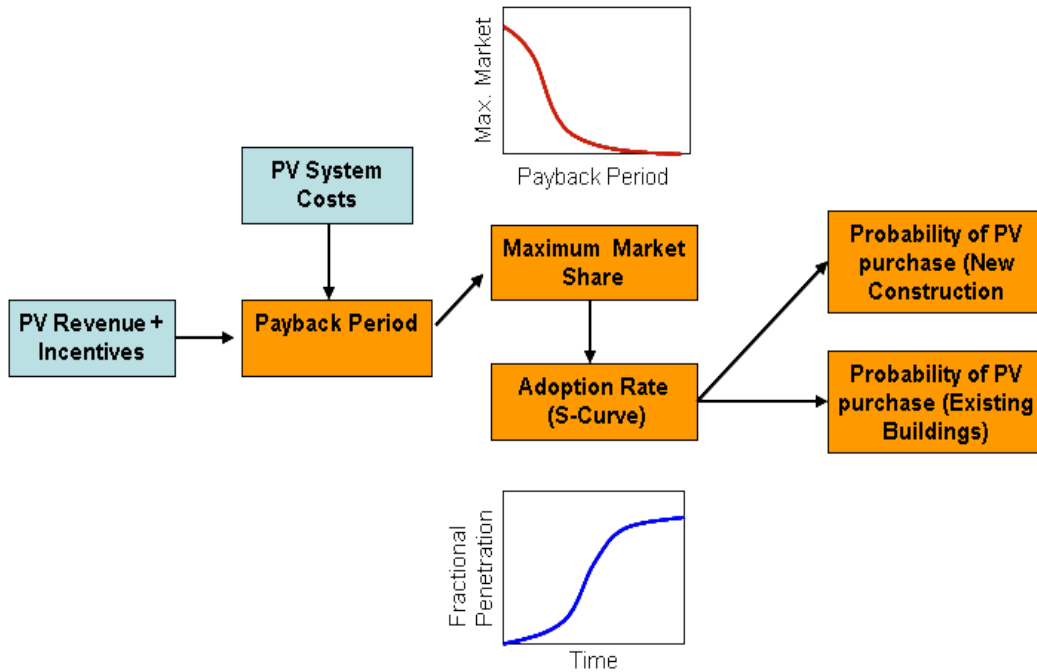 Max. Market
Payback Period
PV System
Costs
Maximum  Market
Share
Probability of PV
purchase (New
Construction
PV Revenue +
Incentives
Payback Period
Adoption Rate
(S-Curve)
Probability of PV
purchase (Existing
Buildings)
Fractional
Penetration
Time